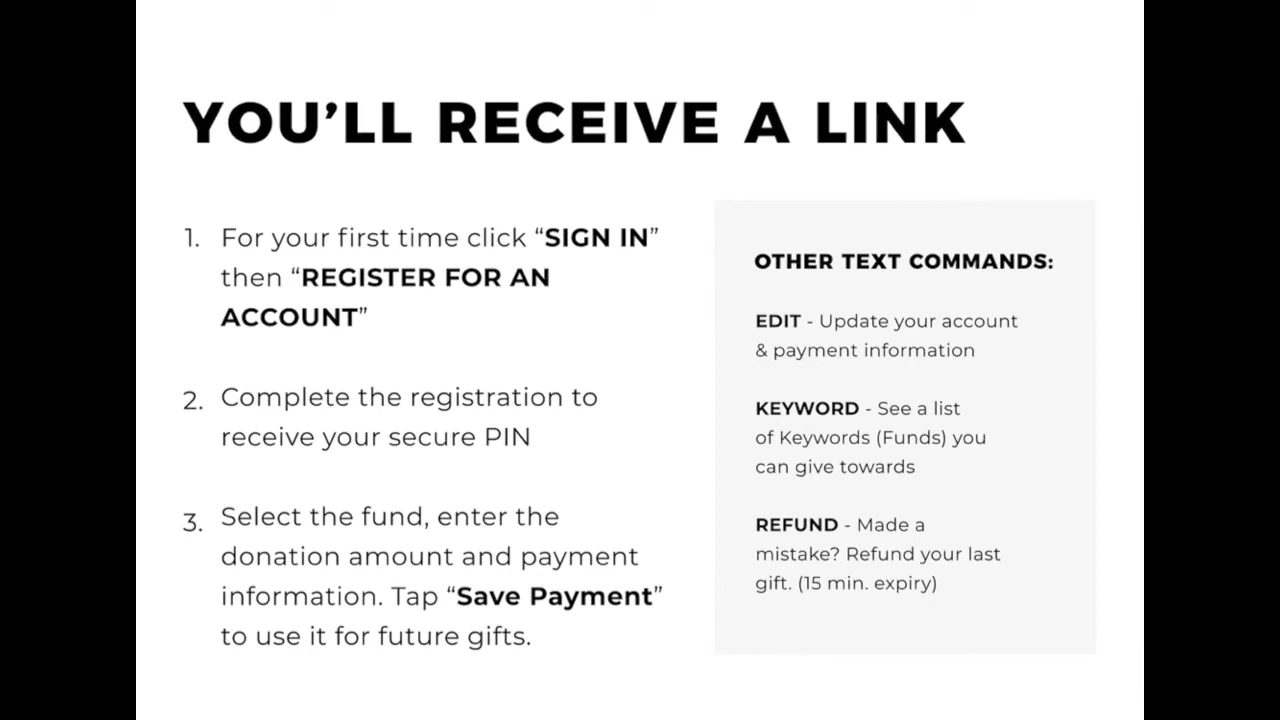 YOU’LL RECEIVE A LINK
1. For your first time click “SIGN IN”
then “REGISTER FOR AN
ACCOUNT”
2. Complete the registration to
receive your secure PIN
3. Select the fund, enter the
donation amount and payment
information. Tap “Save Payment”
to use it for future gifts.
OTHER TEXT COMMANDS:
EDIT - Update your account
& payment information
KEYWORD - See a list
of Keywords (Funds) you
can give towards
REFUND - Made a
mistake? Refund your last
gift. (15 min. expiry)